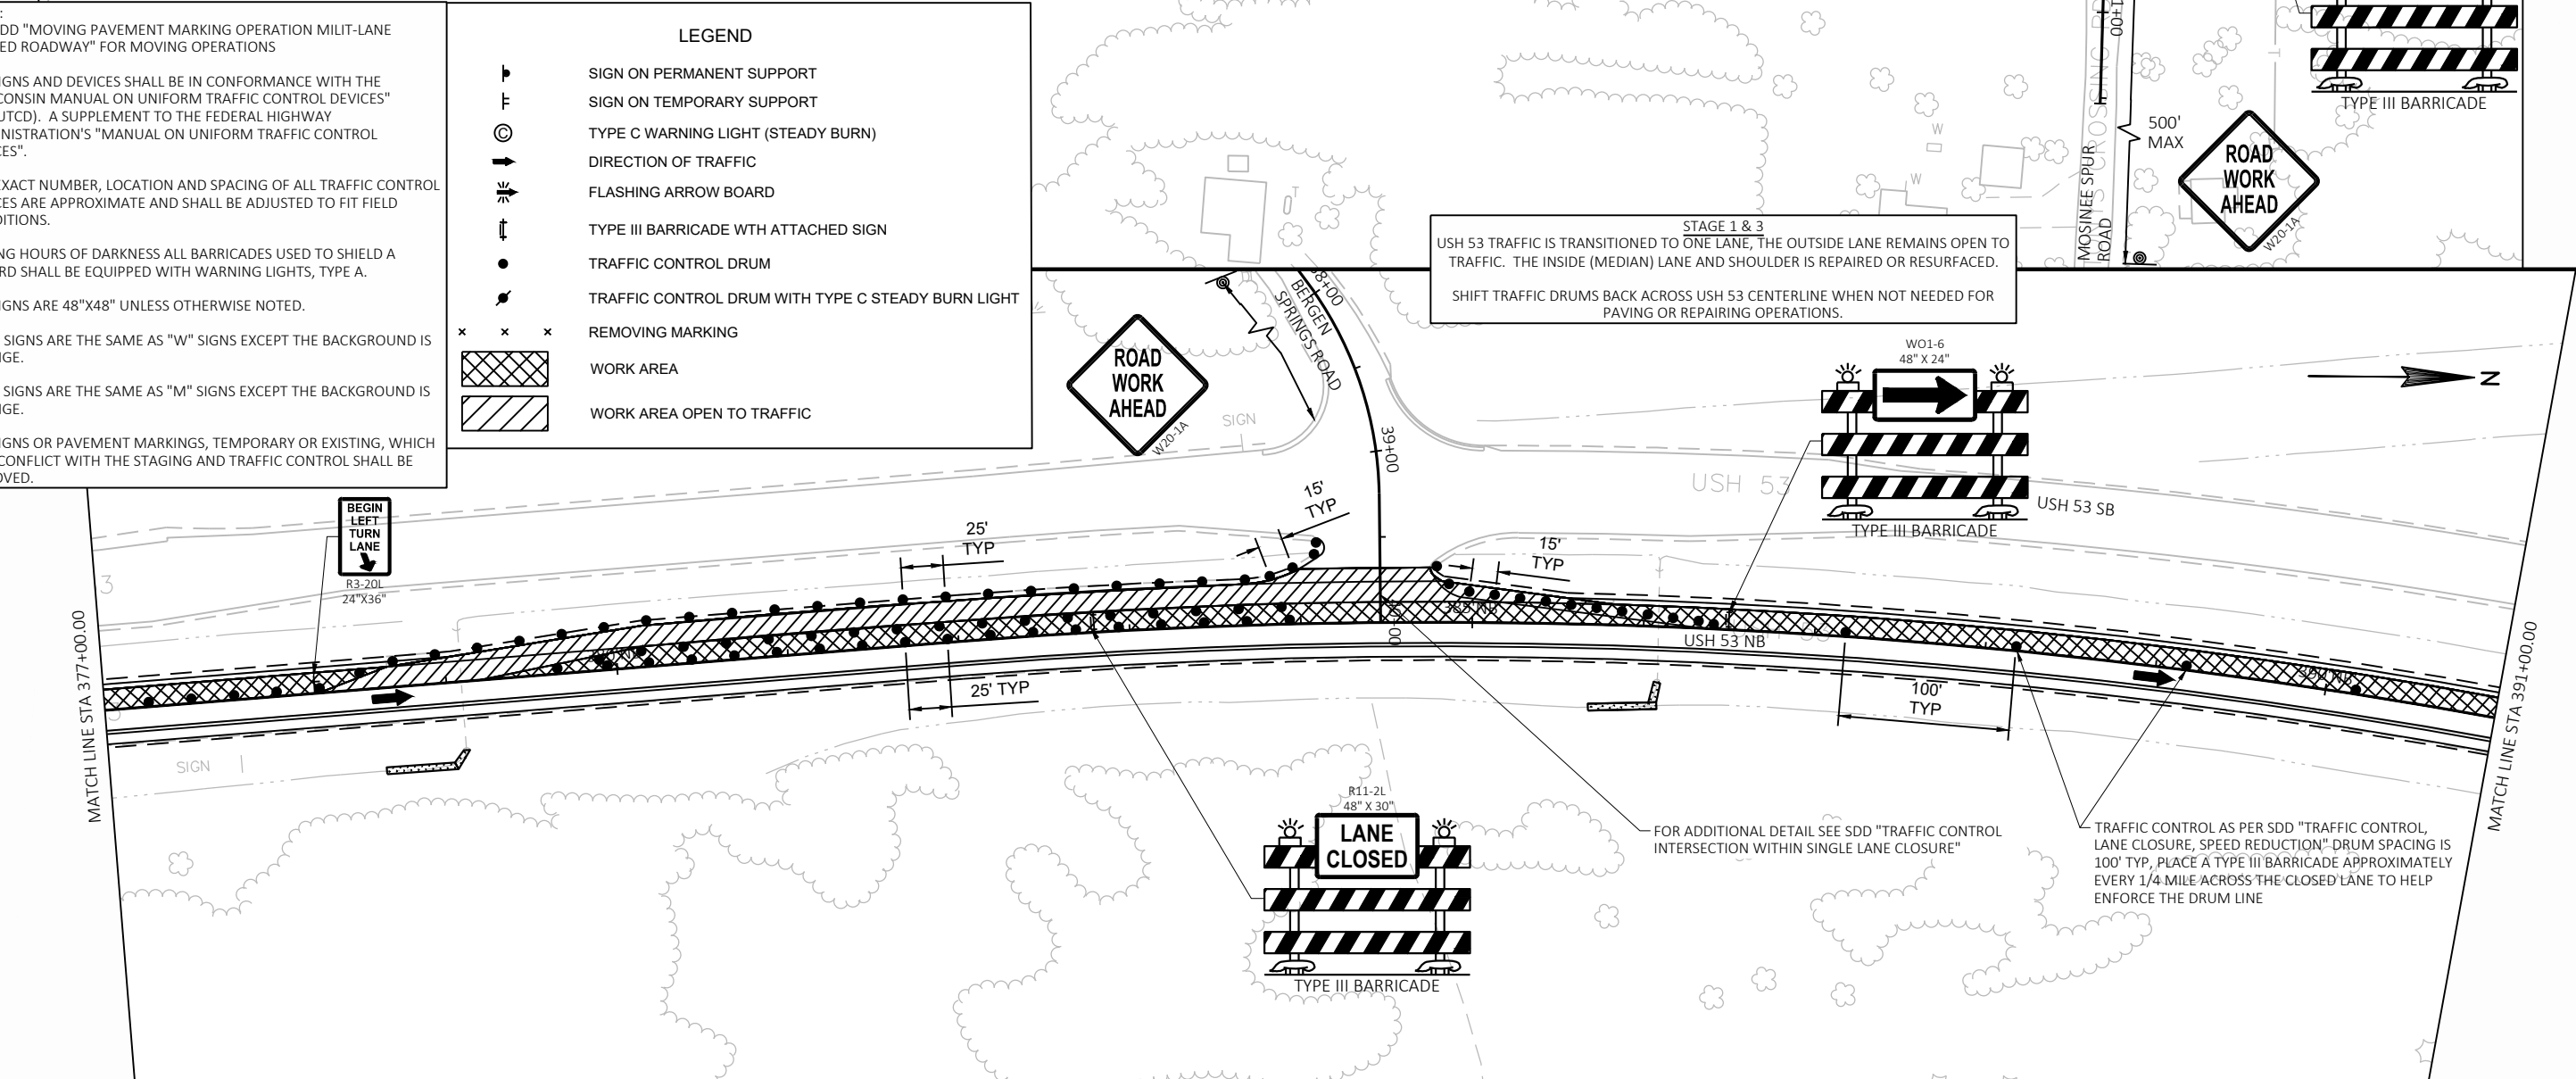 :
DD "MOVING PAVEMENT MARKING OPERATION MILIT-LANE
ED ROADWAY" FOR MOVING OPERATIONS
IGNS AND DEVICES SHALL BE IN CONFORMANCE WITH THE
CONSIN MANUAL ON UNIFORM TRAFFIC CONTROL DEVICES"
UTCD). A SUPPLEMENT TO THE FEDERAL HIGHWAY
INISTRATION'S "MANUAL ON UNIFORM TRAFFIC CONTROL
CES".
EXACT NUMBER, LOCATION AND SPACING OF ALL TRAFFIC CONTROL
CES ARE APPROXIMATE AND SHALL BE ADJUSTED TO FIT FIELD
DITIONS.
NG HOURS OF DARKNESS ALL BARRICADES USED TO SHIELD A
RD SHALL BE EQUIPPED WITH WARNING LIGHTS, TYPE A.
IGNS ARE 48"X48" UNLESS OTHERWISE NOTED.
SIGNS ARE THE SAME AS "W" SIGNS EXCEPT THE BACKGROUND IS
NGE.
SIGNS ARE THE SAME AS "M" SIGNS EXCEPT THE BACKGROUND IS
NGE.
IGNS OR PAVEMENT MARKINGS, TEMPORARY OR EXISTING, WHICH
CONFLICT WITH THE STAGING AND TRAFFIC CONTROL SHALL BE
OVED.
LEGEND
SIGN ON PERMANENT SUPPORT
SIGN ON TEMPORARY SUPPORT
© TYPE C WARNING LIGHT (STEADY BURN)
DIRECTION OF TRAFFIC
FLASHING ARROW BOARD
TYPE III BARRICADE WTH ATTACHED SIGN
TRAFFIC CONTROL DRUM
TRAFFIC CONTROL DRUM WITH TYPE C STEADY BURN LIGHT
REMOVING MARKING
WORK AREA
WORK AREA OPEN TO TRAFFIC
1+00
MOSINEE SPUR
ROAD
CROSSING
500'
MAX
TYPE III BARRICADE
ROAD
WORK
AHEAD
W20-1A
W
W
T
T
STAGE 1 & 3
USH 53 TRAFFIC IS TRANSITIONED TO ONE LANE, THE OUTSIDE LANE REMAINS OPEN TO
TRAFFIC. THE INSIDE (MEDIAN) LANE AND SHOULDER IS REPAIRED OR RESURFACED.
SHIFT TRAFFIC DRUMS BACK ACROSS USH 53 CENTERLINE WHEN NOT NEEDED FOR
PAVING OR REPAIRING OPERATIONS.
ROAD
WORK
AHEAD
W20-1A
BERGEN
SPRINGS ROAD
38+00
39+00
SIGN
WO1-6
48" X 24"
TYPE III BARRICADE
N
USH 53
USH 53 SB
BEGIN
LEFT
TURN
LANE
R3-20L
24"X36"
25'
TYP
15'
TYP
15'
TYP
USH 53 NB
25' TYP
100'
TYP
3
MATCH LINE STA 377+00.00
MATCH LINE STA 391+00.00
SIGN
R11-2L
48" X 30"
LANE
CLOSED
TYPE III BARRICADE
FOR ADDITIONAL DETAIL SEE SDD "TRAFFIC CONTROL
INTERSECTION WITHIN SINGLE LANE CLOSURE"
TRAFFIC CONTROL AS PER SDD "TRAFFIC CONTROL,
LANE CLOSURE, SPEED REDUCTION" DRUM SPACING IS
100' TYP, PLACE A TYPE III BARRICADE APPROXIMATELY
EVERY 1/4 MILE ACROSS THE CLOSED LANE TO HELP
ENFORCE THE DRUM LINE